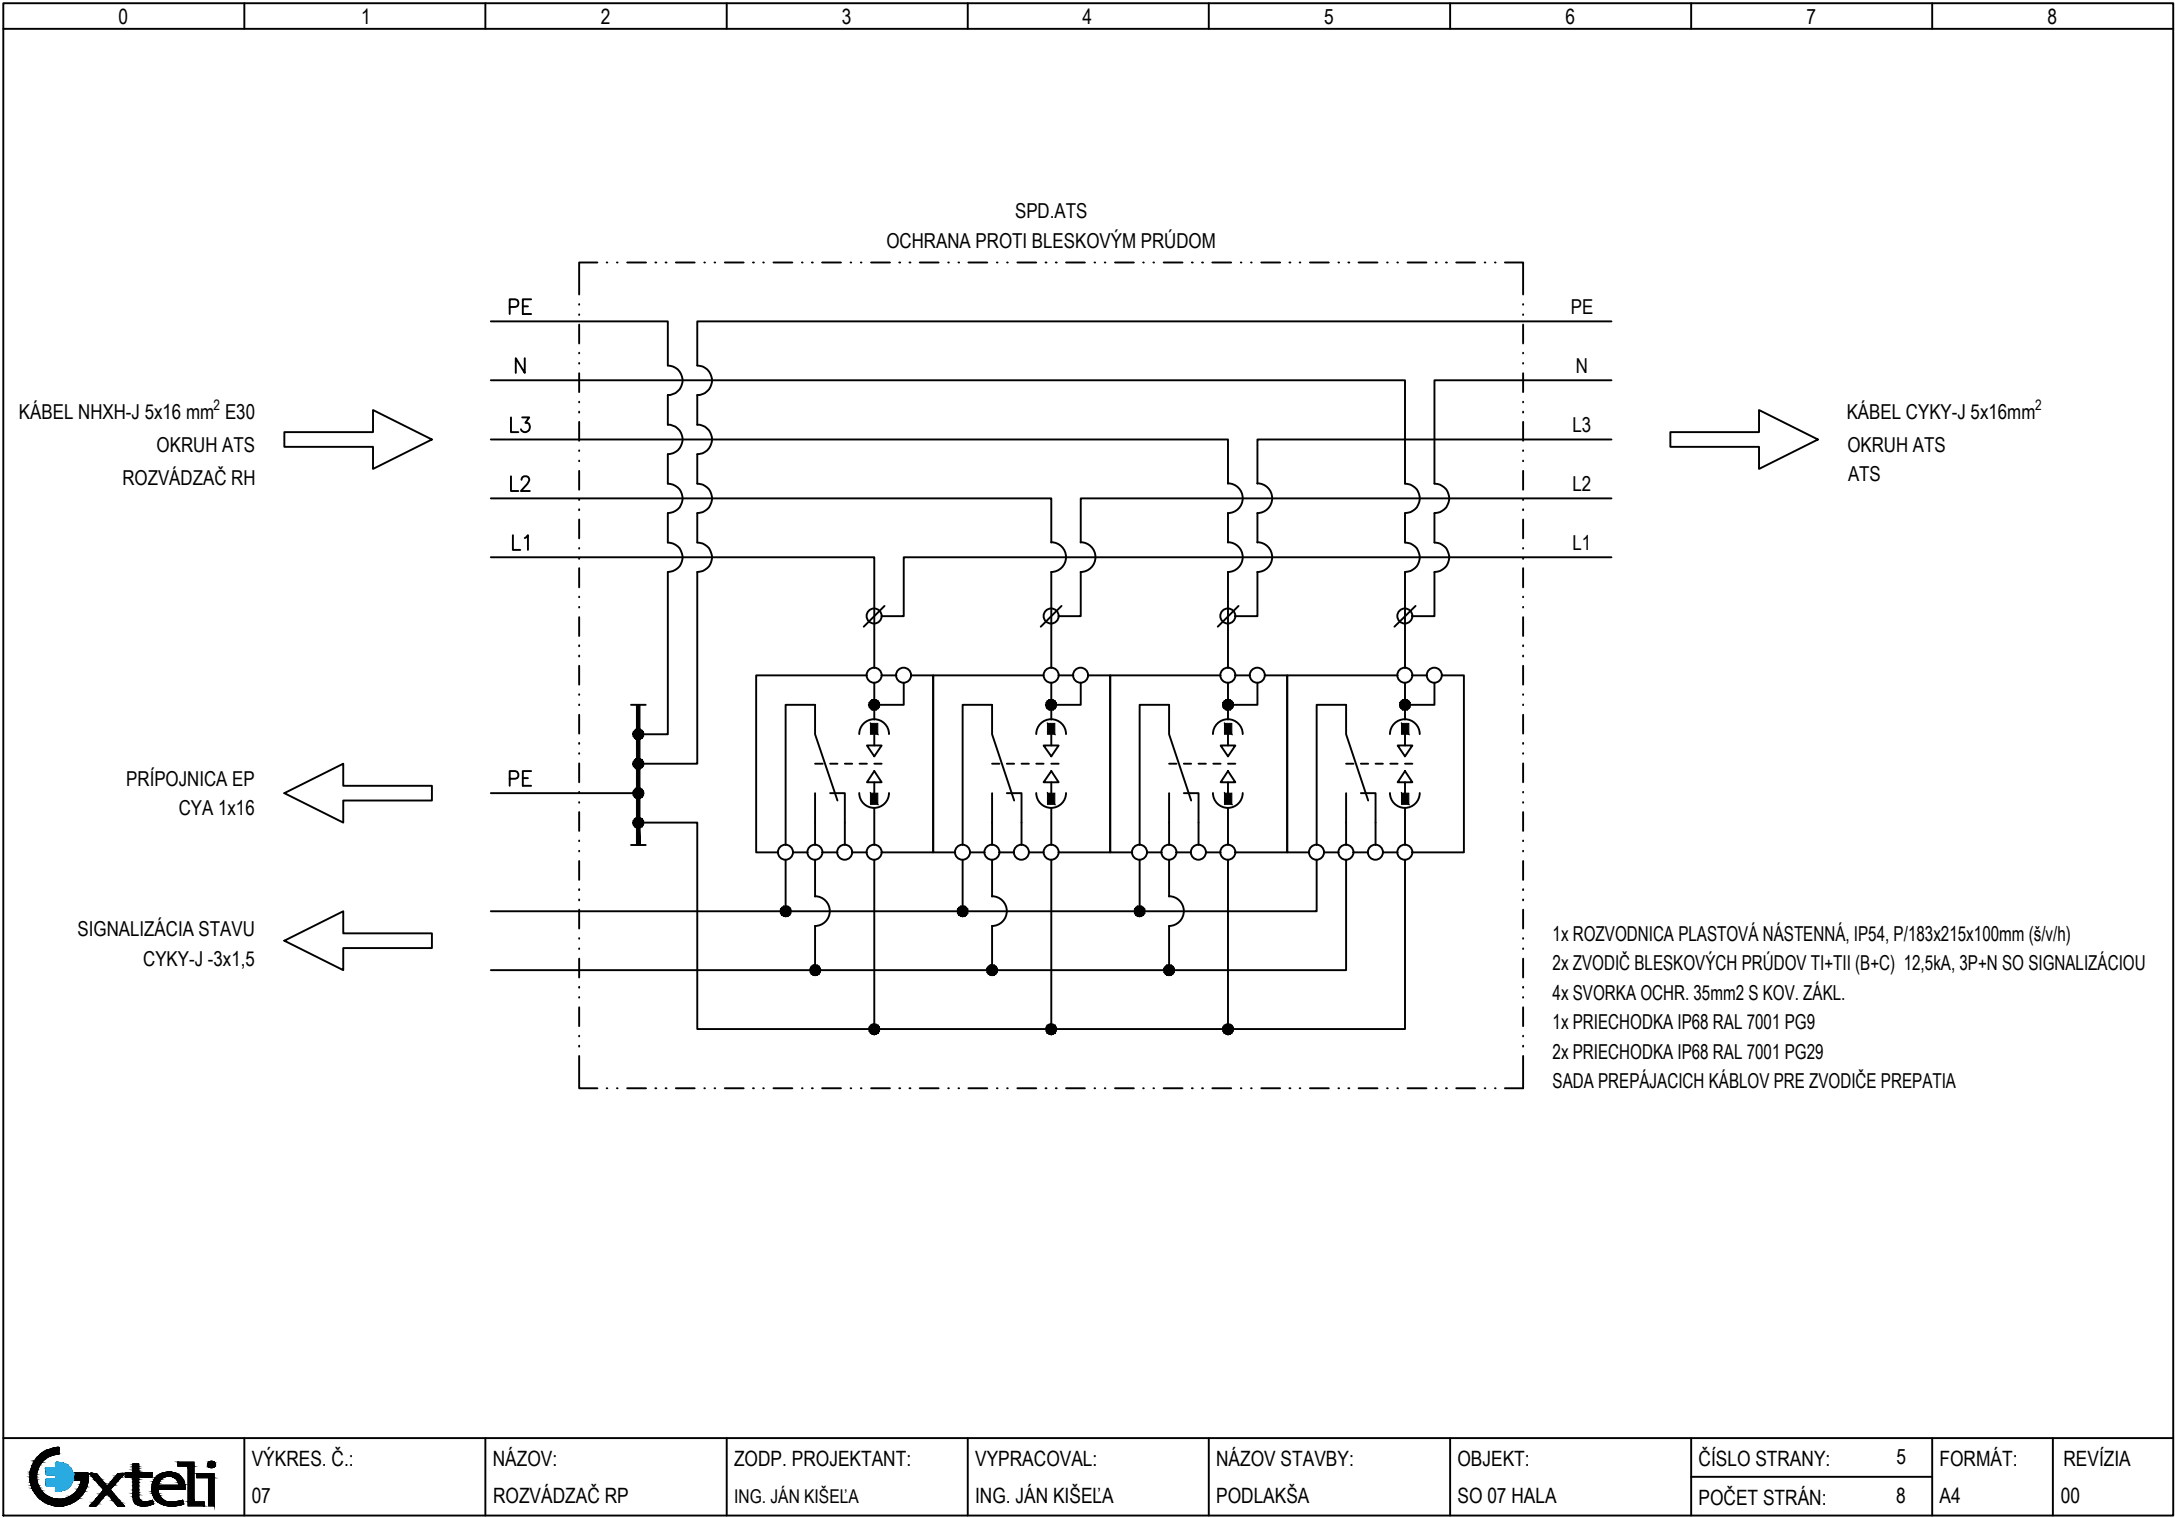 0 1 2 3 4 5 6 7 8
SPD.ATS
OCHRANA PROTI BLESKOVÝM PRÚDOM
PE
N
L3
L2
L1
PE
N
L3
L2
L1
KÁBEL NHXH-J 5x16 mm² E30
OKRUH ATS
ROZVÁDZAČ RH
KÁBEL CYKY-J 5x16mm²
OKRUH ATS
ATS
PRÍPOJNICA EP
CYA 1x16
PE
SIGNALIZÁCIA STAVU
CYKY-J -3x1,5
1x ROZVODNICA PLASTOVÁ NÁSTENNÁ, IP54, P/183x215x100mm (š/v/h)
2x ZVODIČ BLESKOVÝCH PRÚDOV TI+TII (B+C) 12,5kA, 3P+N SO SIGNALIZÁCIOU
4x SVORKA OCHR. 35mm2 S KOV. ZÁKL.
1x PRIECHODKA IP68 RAL 7001 PG9
2x PRIECHODKA IP68 RAL 7001 PG29
SADA PREPÁJACICH KÁBLOV PRE ZVODIČE PREPATIA
exteli
VÝKRES. Č.:
07
NÁZOV:
ROZVÁDZAČ RP
ZODP. PROJEKTANT:
ING. JÁN KIŠEĽA
VYPRACOVAL:
ING. JÁN KIŠEĽA
NÁZOV STAVBY:
PODLAKŠA
OBJEKT:
SO 07 HALA
ČÍSLO STRANY: 5
POČET STRÁN: 8
FORMÁT:
A4
REVÍZIA
00